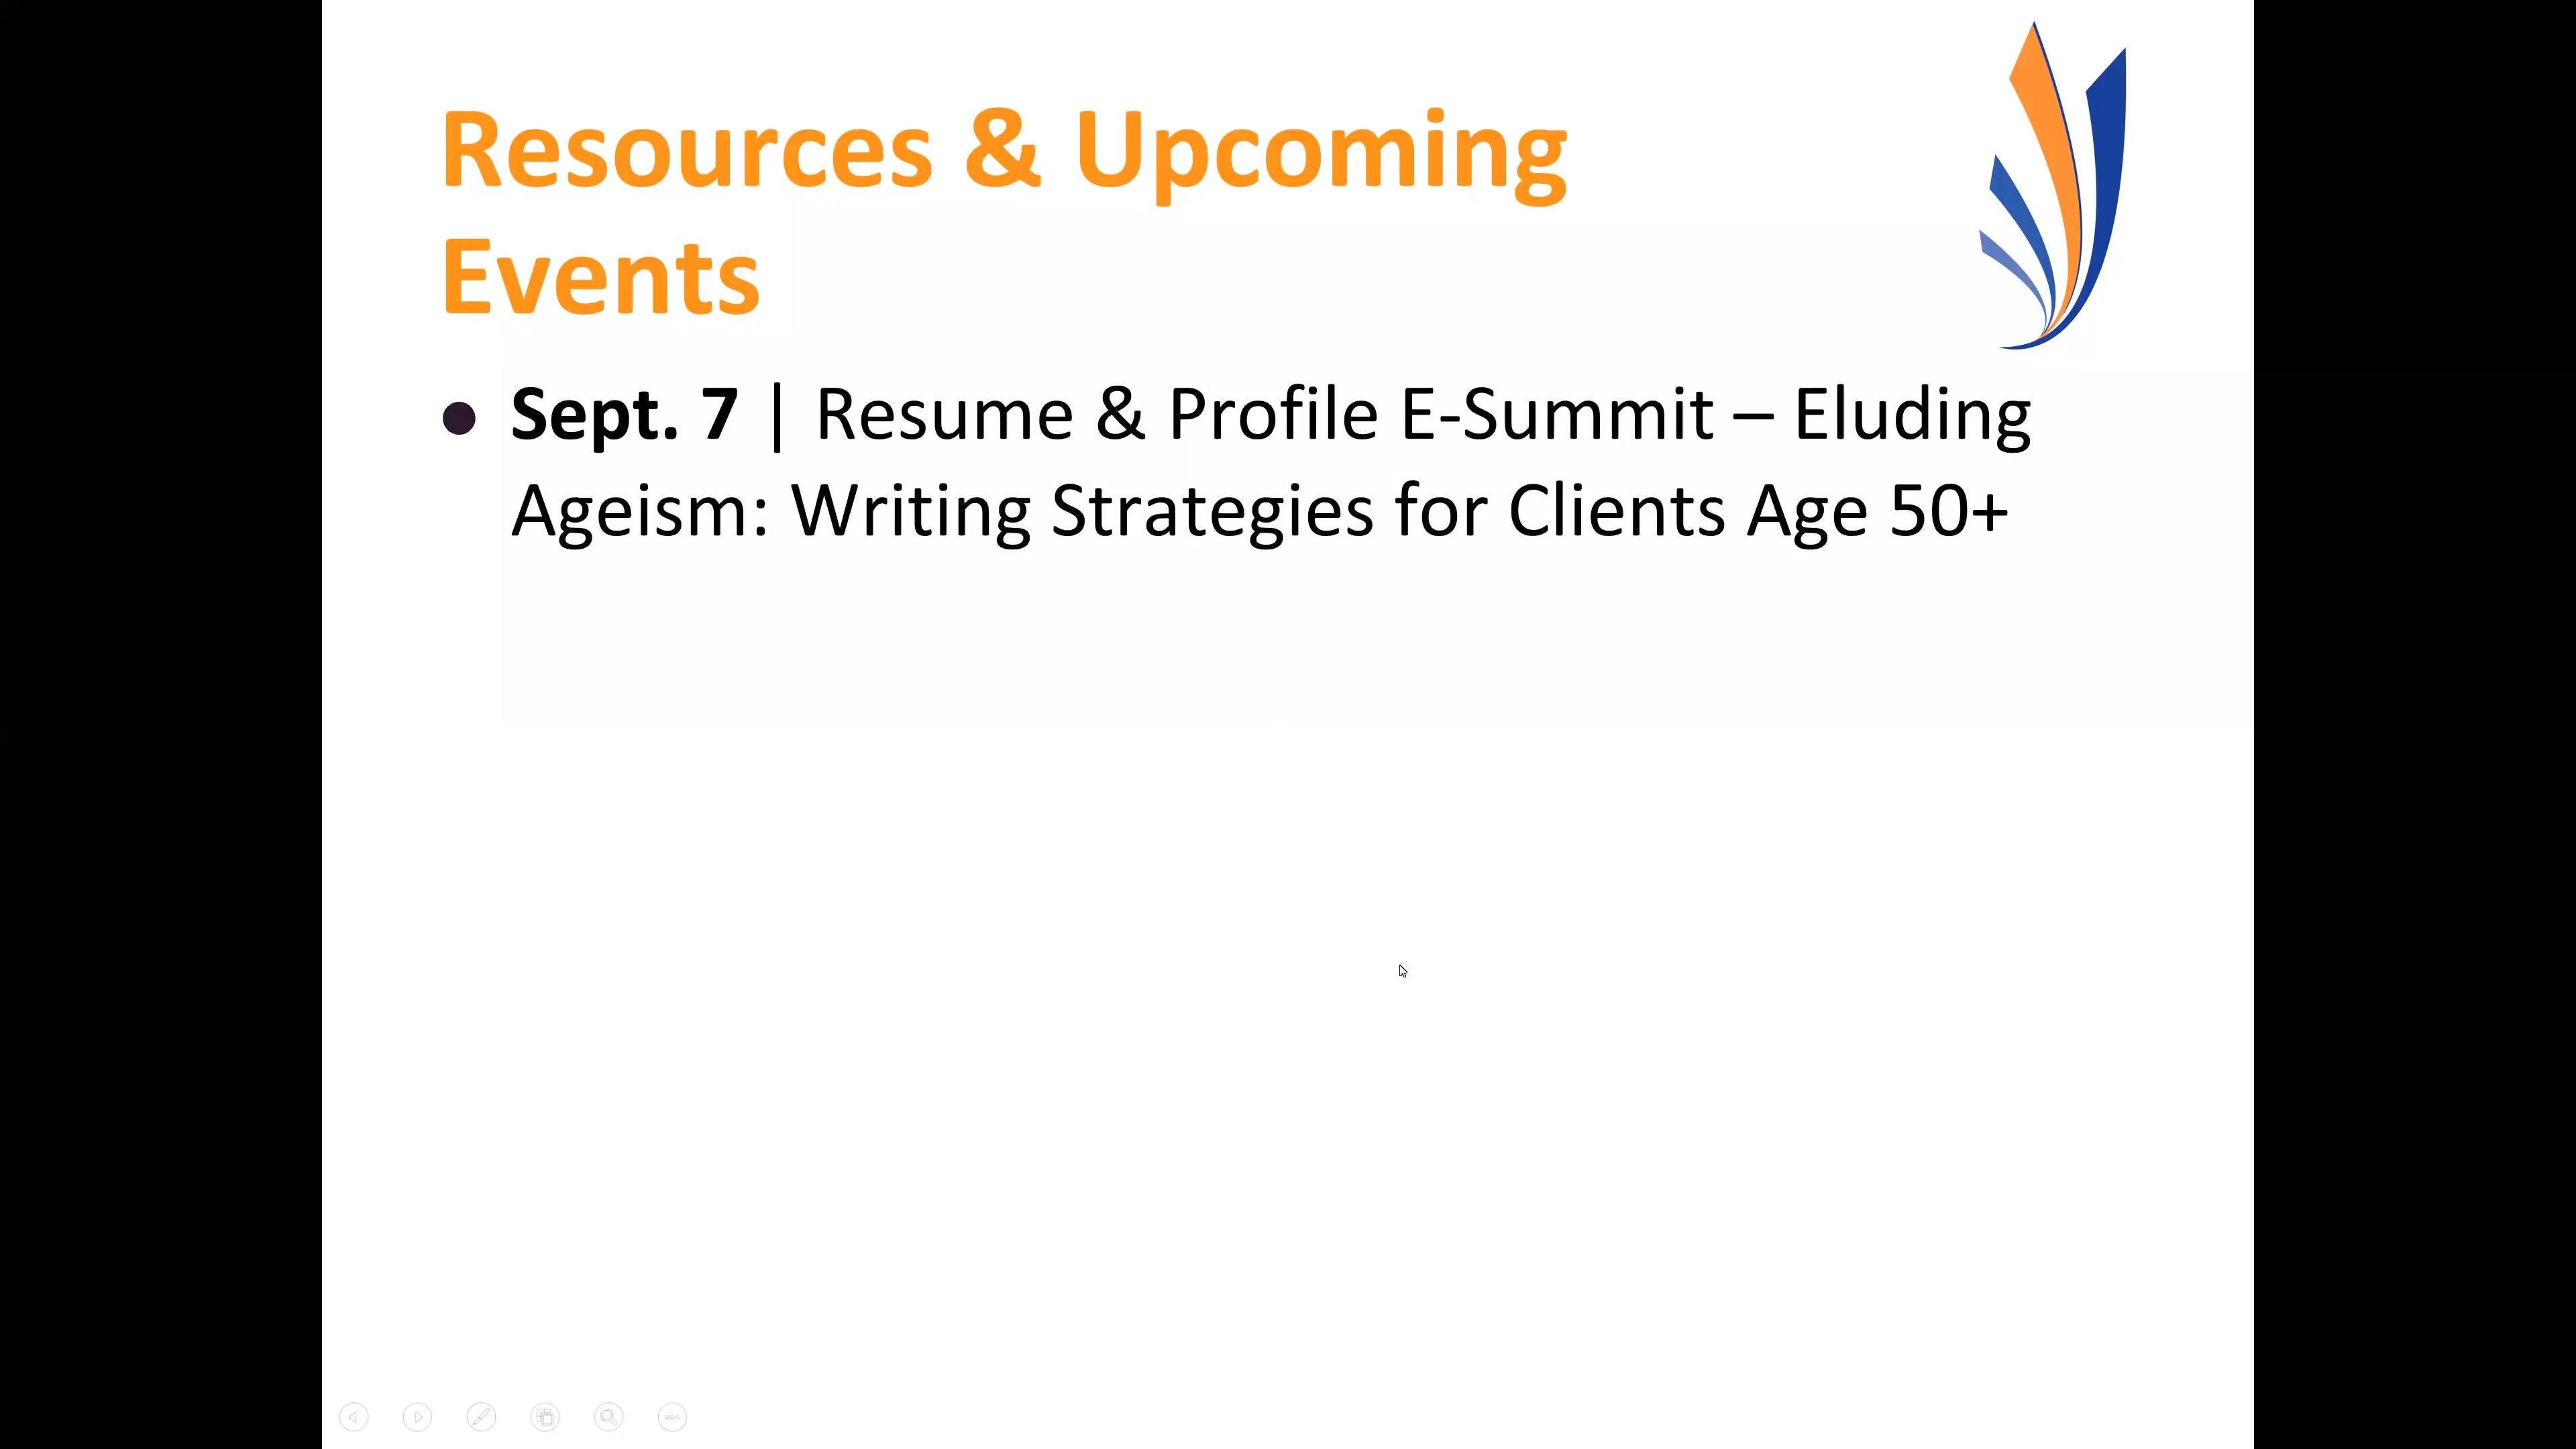 Resources & Upcoming
Events
● Sept. 7 | Resume & Profile E-Summit – Eluding
Ageism: Writing Strategies for Clients Age 50+